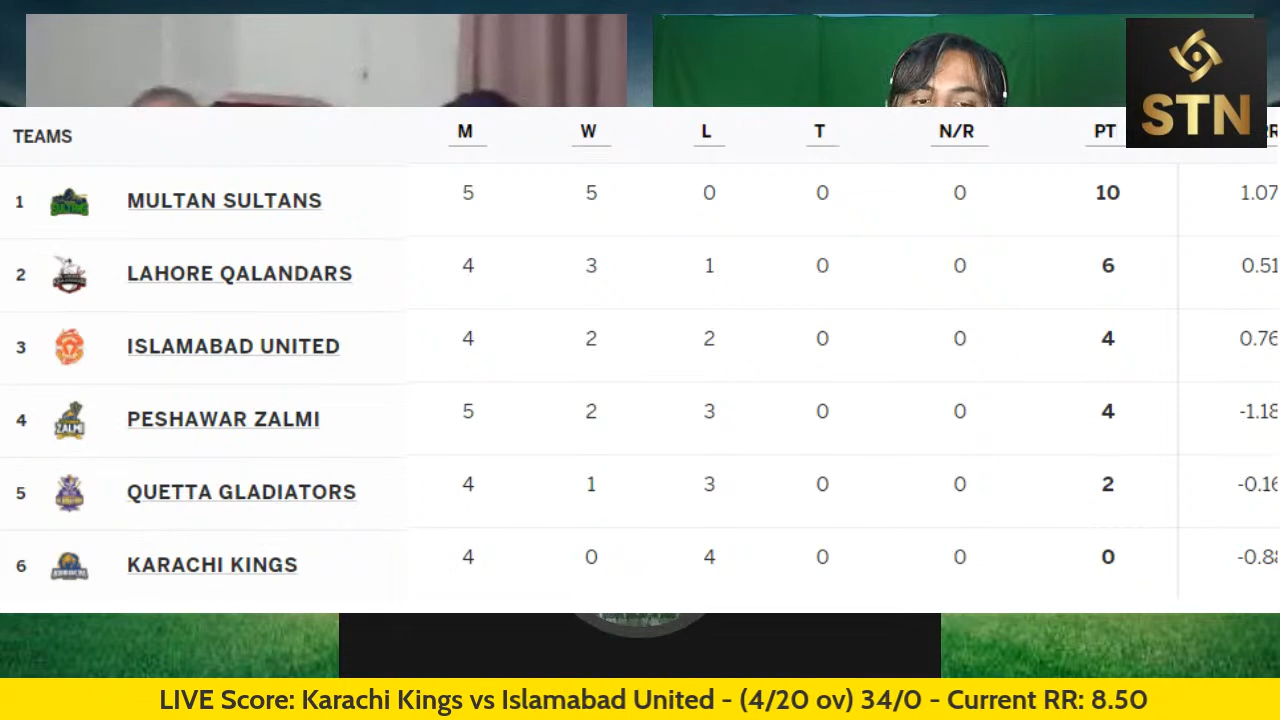 STN
TEAMS M W L T N/R PT
1 MULTAN SULTANS 5 5 0 0 0 10 1.07
2 LAHORE QALANDARS 4 3 1 0 0 6 0.51
3 ISLAMABAD UNITED 4 2 2 0 0 4 0.76
4 PESHAWAR ZALMI 5 2 3 0 0 4 -1.18
5 QUETTA GLADIATORS 4 1 3 0 0 2 -0.16
6 KARACHI KINGS 4 0 4 0 0 0 -0.88
LIVE Score: Karachi Kings vs Islamabad United - (4/20 ov) 34/0 - Current RR: 8.50